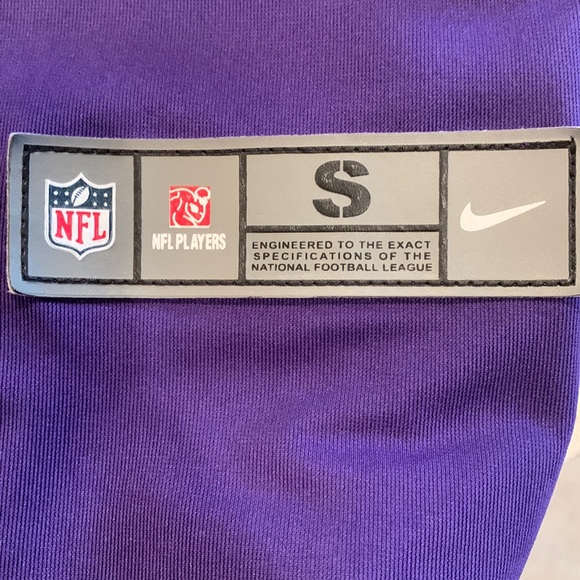 NFL
NFL PLAYERS
S
ENGINEERED TO THE EXACT
SPECIFICATIONS OF THE
NATIONAL FOOTBALL LEAGUE